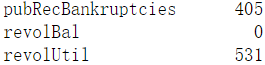 pubRecBankruptcies    405
revolBal    0
revolUtil    531